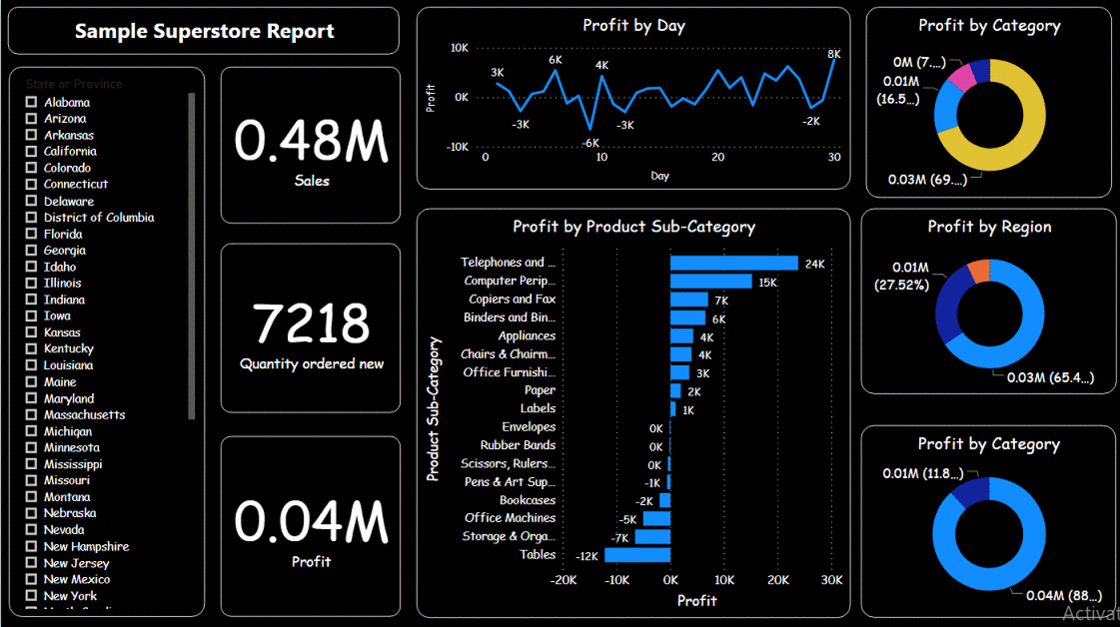 Sample Superstore Report
State or Province
Alabama
Arizona
Arkansas
California
Colorado
Connecticut
Delaware
District of Columbia
Florida
Georgia
Idaho
Illinois
Indiana
Iowa
Kansas
Kentucky
Louisiana
Maine
Maryland
Massachusetts
Michigan
Minnesota
Mississippi
Missouri
Montana
Nebraska
Nevada
New Hampshire
New Jersey
New Mexico
New York
0.48M
Sales
7218
Quantity ordered new
0.04M
Profit
Profit by Day
Profit
10K
0K
-10K
3K
-3K
6K
-6K
4K
-3K
-2K
8K
0
10
20
30
Day
Profit by Product Sub-Category
Product Sub-Category
Telephones and ... 24K
Computer Perip... 15K
Copiers and Fax 7K
Binders and Bin... 6K
Appliances 4K
Chairs & Chairm... 4K
Office Furnishi... 3K
Paper 2K
Labels 1K
Envelopes 0K
Rubber Bands 0K
Scissors, Rulers... 0K
Pens & Art Sup... -1K
Bookcases -2K
Office Machines -5K
Storage & Orga... -7K
Tables -12K
-20K -10K 0K 10K 20K 30K
Profit
Profit by Category
0M (7....)
0.01M
(16.5...)
0.03M (69....)
Profit by Region
0.01M
(27.52%)
0.03M (65.4...)
Profit by Category
0.01M (11.8...)
0.04M (88...)